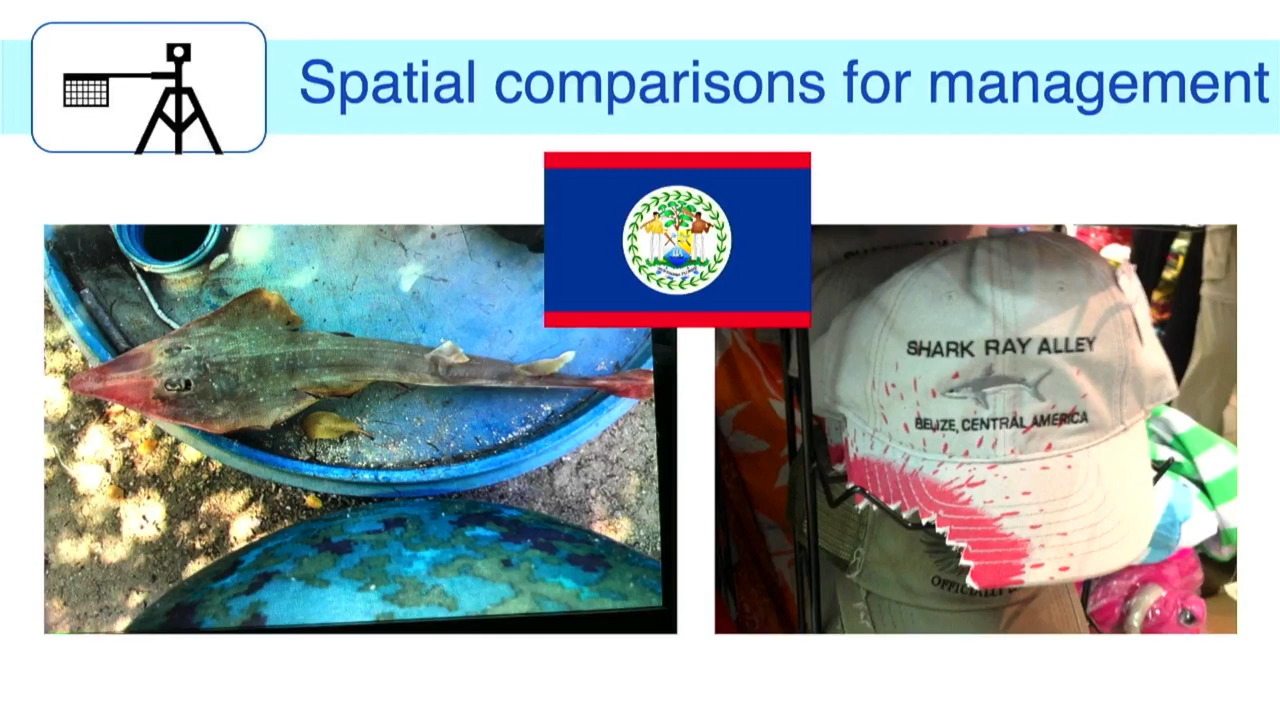 Spatial comparisons for management
SHARK RAY ALLEY
BELIZE, CENTRAL AMERICA
OFFICIALLY